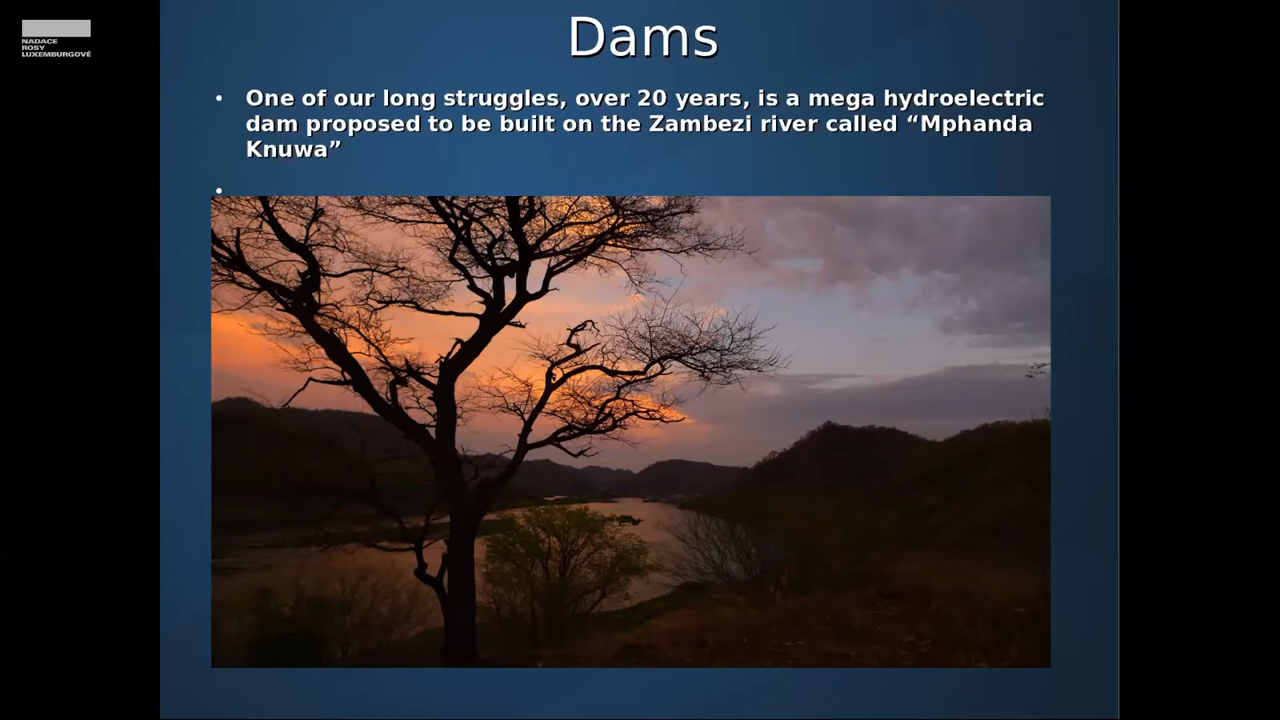 NADACE
ROSY
LUXEMBURGOVÉ
Dams
• One of our long struggles, over 20 years, is a mega hydroelectric
dam proposed to be built on the Zambezi river called “Mphanda
Knuwa”
•